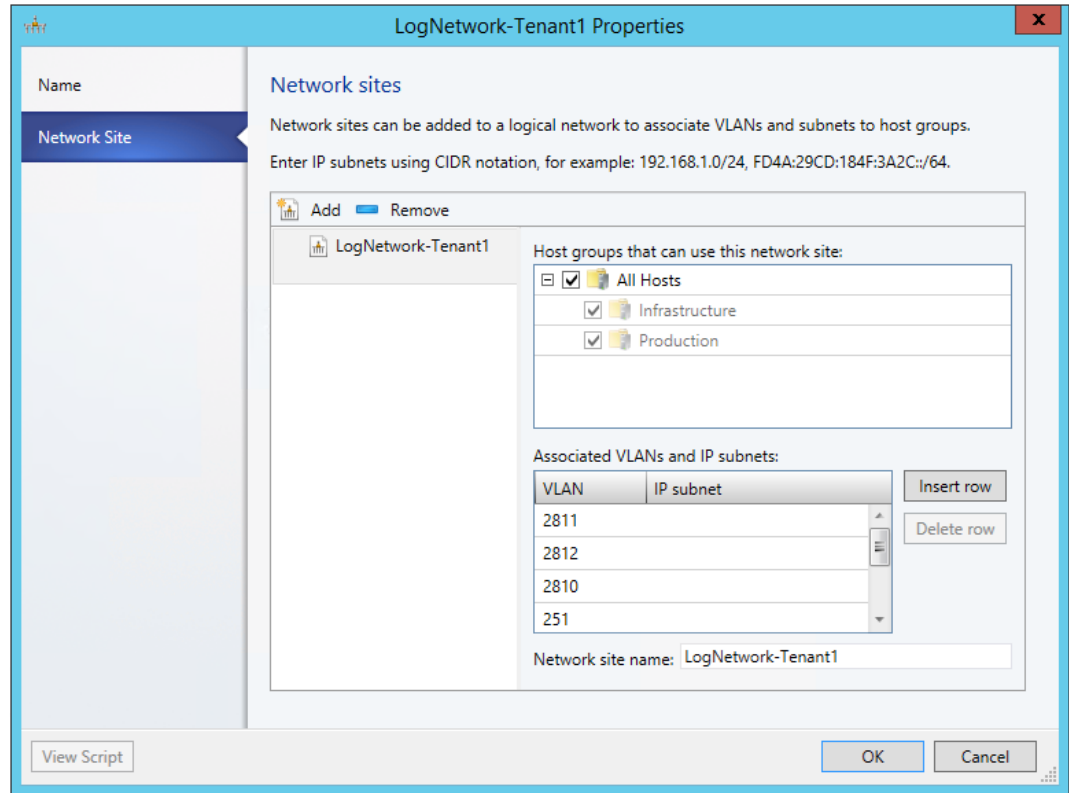 LogNetwork-Tenant1 Properties
x
Name
Network Site
Network sites
Network sites can be added to a logical network to associate VLANs and subnets to host groups.
Enter IP subnets using CIDR notation, for example: 192.168.1.0/24, FD4A:29CD:184F:3A2C::/64.
Add Remove
LogNetwork-Tenant1
Host groups that can use this network site:
All Hosts
Infrastructure
Production
Associated VLANs and IP subnets:
VLAN IP subnet
2811
2812
2810
251
Insert row
Delete row
Network site name: LogNetwork-Tenant1
View Script
OK Cancel